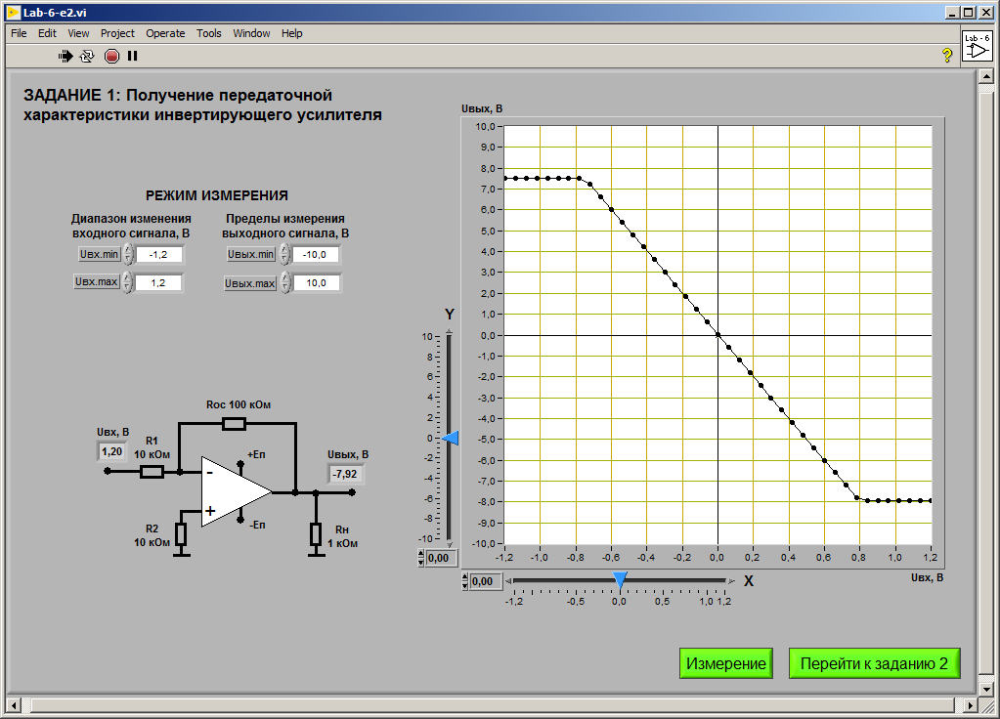 Lab-6-e2.vi
File Edit View Project Operate Tools Window Help
Lab - 6
?
ЗАДАНИЕ 1: Получение передаточной
характеристики инвертирующего усилителя
РЕЖИМ ИЗМЕРЕНИЯ
Диапазон изменения
входного сигнала, В
Uвх.min -1,2
Uвх.max 1,2
Пределы измерения
выходного сигнала, В
Uвых.min -10,0
Uвых.max 10,0
Roc 100 кОм
Uвх, В
1,20
R1
10 кОм
+Еп
-
+
-Еп
Uвых, В
-7,92
R2
10 кОм
Rн
1 кОм
Y
10
8
6
4
2
0
-2
-4
-6
-8
-10
0,00
Uвых, В
10,0
9,0
8,0
7,0
6,0
5,0
4,0
3,0
2,0
1,0
0,0
-1,0
-2,0
-3,0
-4,0
-5,0
-6,0
-7,0
-8,0
-9,0
-10,0
-1,2 -1,0 -0,8 -0,6 -0,4 -0,2 0,0 0,2 0,4 0,6 0,8 1,0 1,2
Uвх, В
0,00
X
-1,2 -0,5 0,0 0,5 1,0 1,2
Измерение
Перейти к заданию 2